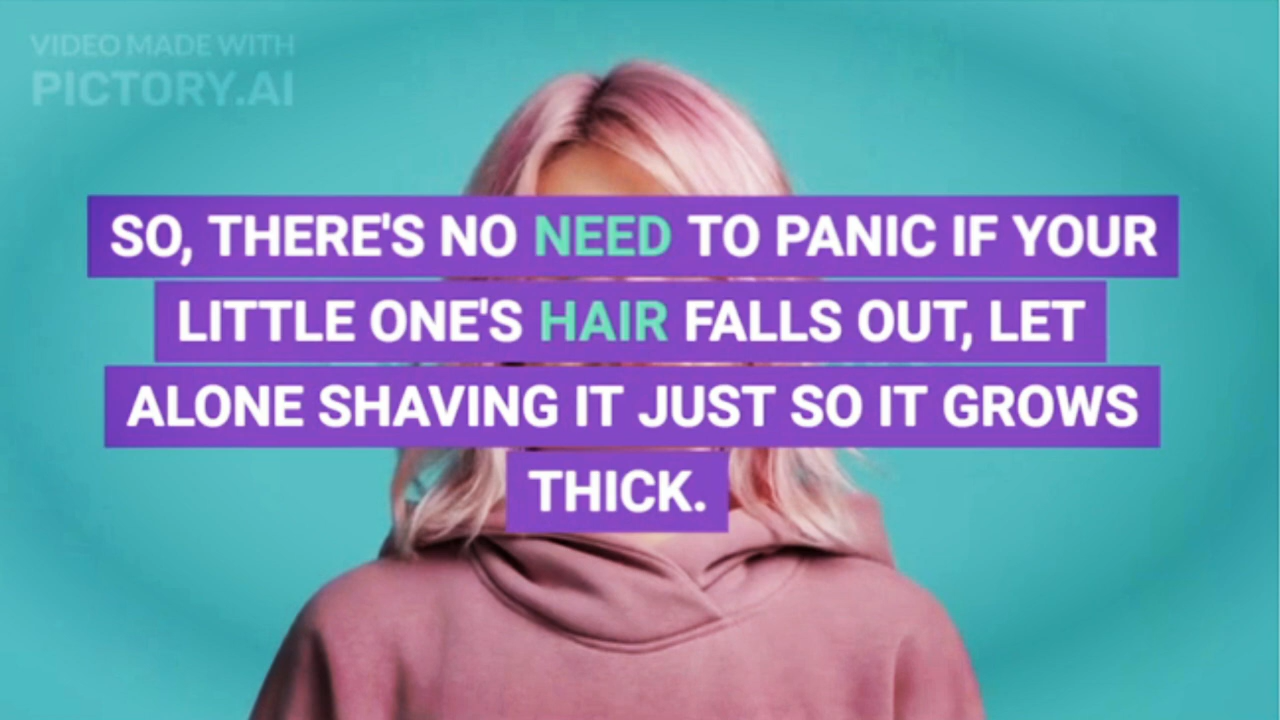 VIDEO MADE WITH
PICTORY.AI
SO, THERE'S NO NEED TO PANIC IF YOUR
LITTLE ONE'S HAIR FALLS OUT, LET
ALONE SHAVING IT JUST SO IT GROWS
THICK.